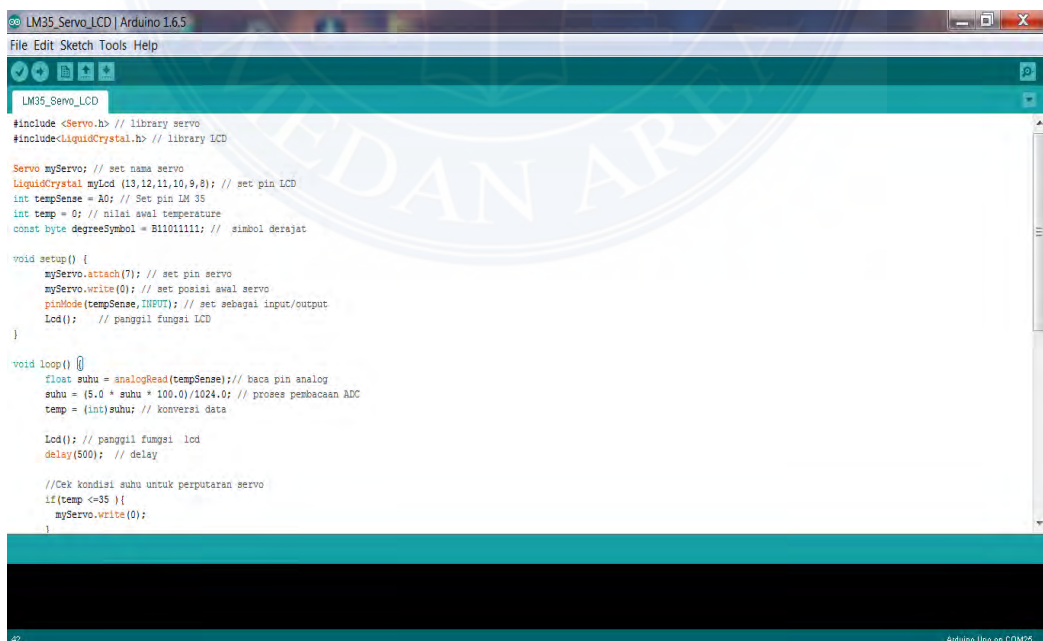 LM35_Servo_LCD | Arduino 1.6.5
File Edit Sketch Tools Help
LM35_Servo_LCD
#include <Servo.h> // library servo
#include<LiquidCrystal.h> // library LCD
Servo myServo; // set nama servo
LiquidCrystal myLcd (13,12,11,10,9,8); // set pin LCD
int tempSense = A0; // Set pin LM 35
int temp = 0; // nilai awal temperature
const byte degreeSymbol = B11011111; // simbol derajat
void setup() {
myServo.attach(7); // set pin servo
myServo.write(0); // set posisi awal servo
pinMode(tempSense,INPUT); // set sebagai input/output
Lcd(); // panggil fungsi LCD
}
void loop() {
float suhu = analogRead(tempSense);// baca pin analog
suhu = (5.0 * suhu * 100.0)/1024.0; // proses pembacaan ADC
temp = (int)suhu; // konversi data
Lcd(); // panggil fumgsi lcd
delay(500); // delay
//Cek kondisi suhu untuk perputaran servo
if(temp <=35 ){
myServo.write(0);
}
MEDAN AREA
42
Arduino Uno on COM25